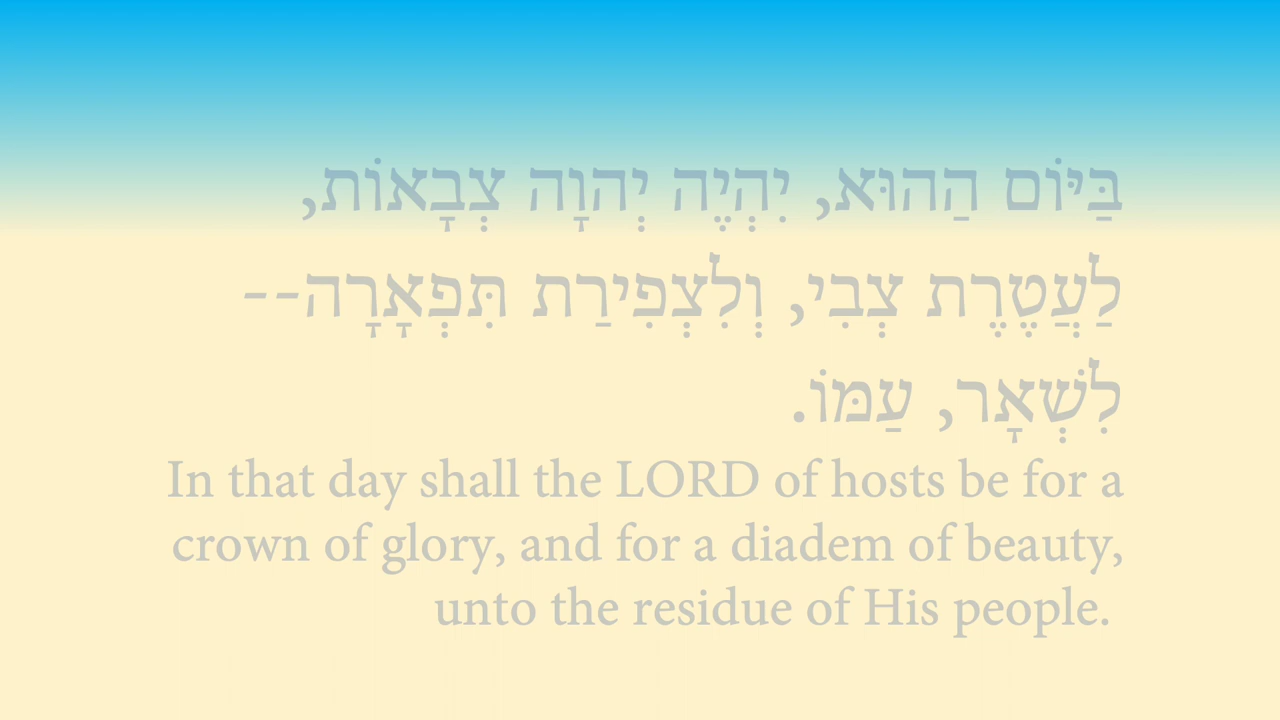 בַּיּוֹם הַהוּא, יִהְיֶה יְהוָה צְבָאוֹת,
לַעֲטֶרֶת צְבִי, וְלִצְפִירַת תִּפְאָרָה--
לִשְׁאָר, עַמּוֹ.
In that day shall the LORD of hosts be for a
crown of glory, and for a diadem of beauty,
unto the residue of His people.